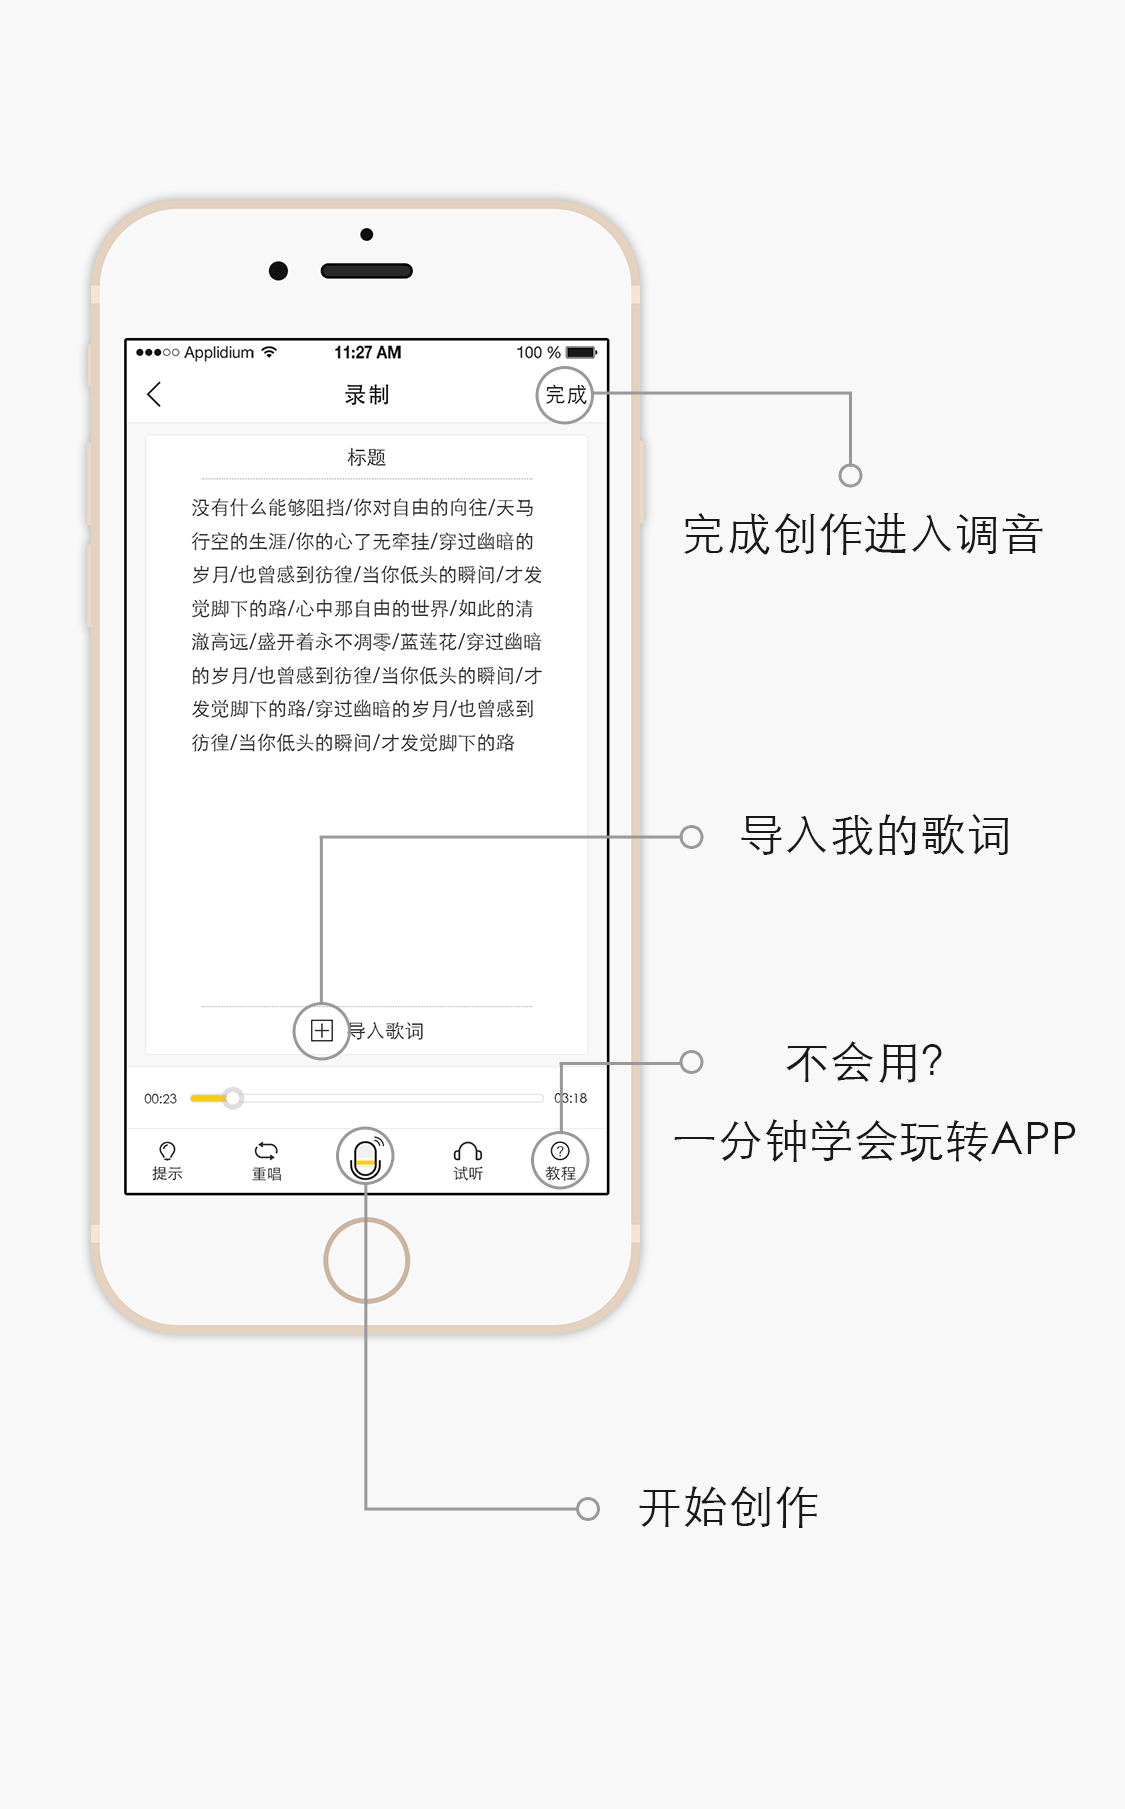 Applidium 11:27 AM 100 %
录制 完成
标题
没有什么能够阻挡/你对自由的向往/天马
行空的生涯/你的心了无牵挂/穿过幽暗的
岁月/也曾感到彷徨/当你低头的瞬间/才发
觉脚下的路/心中那自由的世界/如此的清
澈高远/盛开着永不凋零/蓝莲花/穿过幽暗
的岁月/也曾感到彷徨/当你低头的瞬间/才
发觉脚下的路/穿过幽暗的岁月/也曾感到
彷徨/当你低头的瞬间/才发觉脚下的路
导入歌词
00:23 03:18
提示 重唱 试听 教程
完成创作进入调音
导入我的歌词
不会用?
一分钟学会玩转APP
开始创作